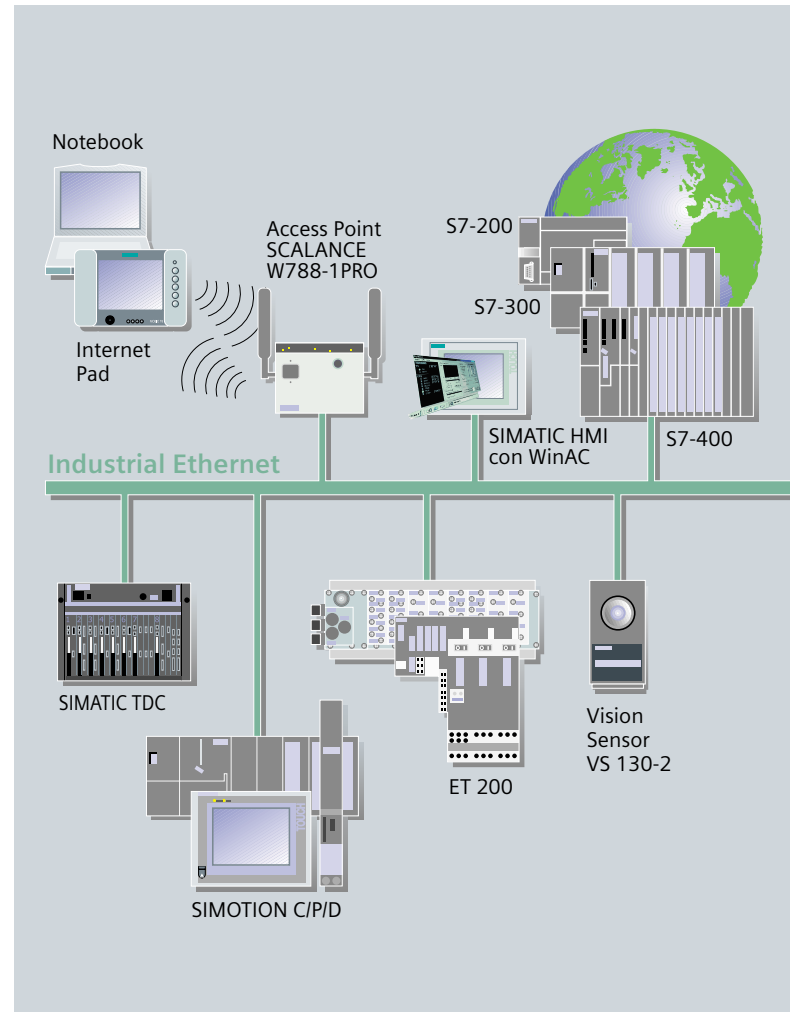 Notebook
Internet
Pad
Access Point
SCALANCE
W788-1PRO
S7-200
S7-300
S7-400
SIMATIC HMI
con WinAC
Industrial Ethernet
SIMATIC TDC
SIMOTION C/P/D
ET 200
Vision
Sensor
VS 130-2